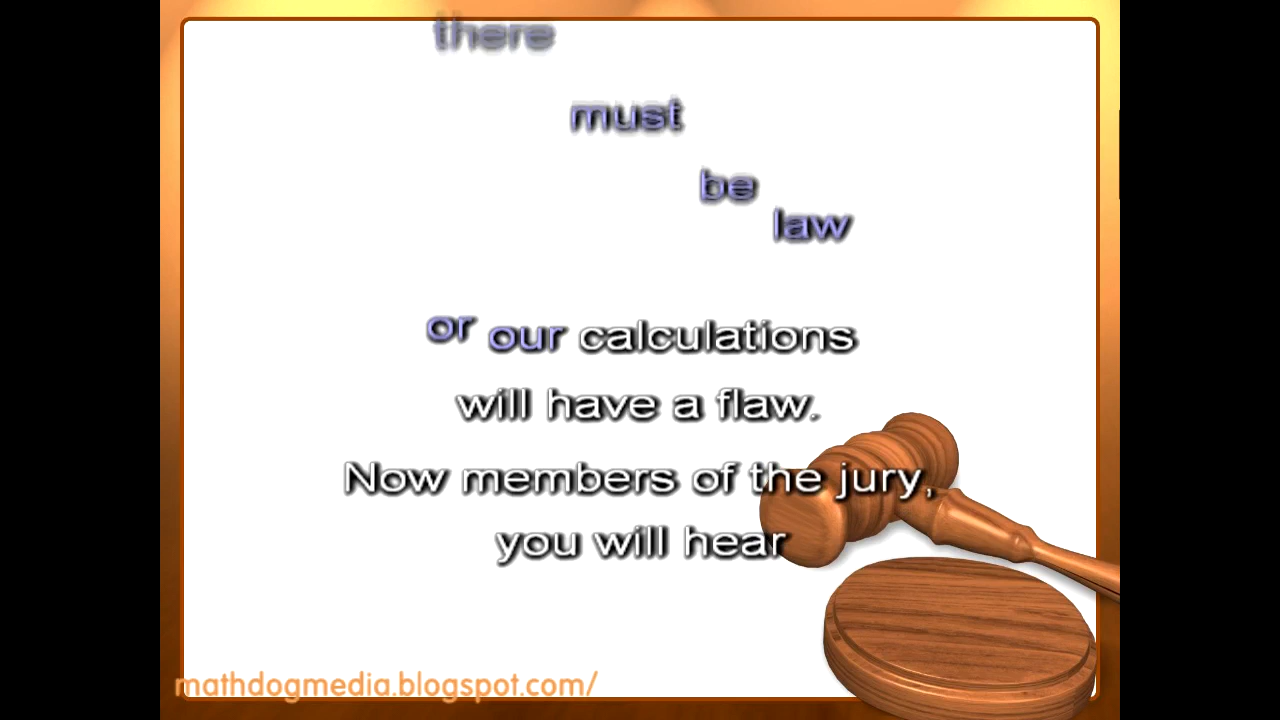 there
must
be
law
or our calculations
will have a flaw.
Now members of the jury,
you will hear
mathdogmedia.blogspot.com/